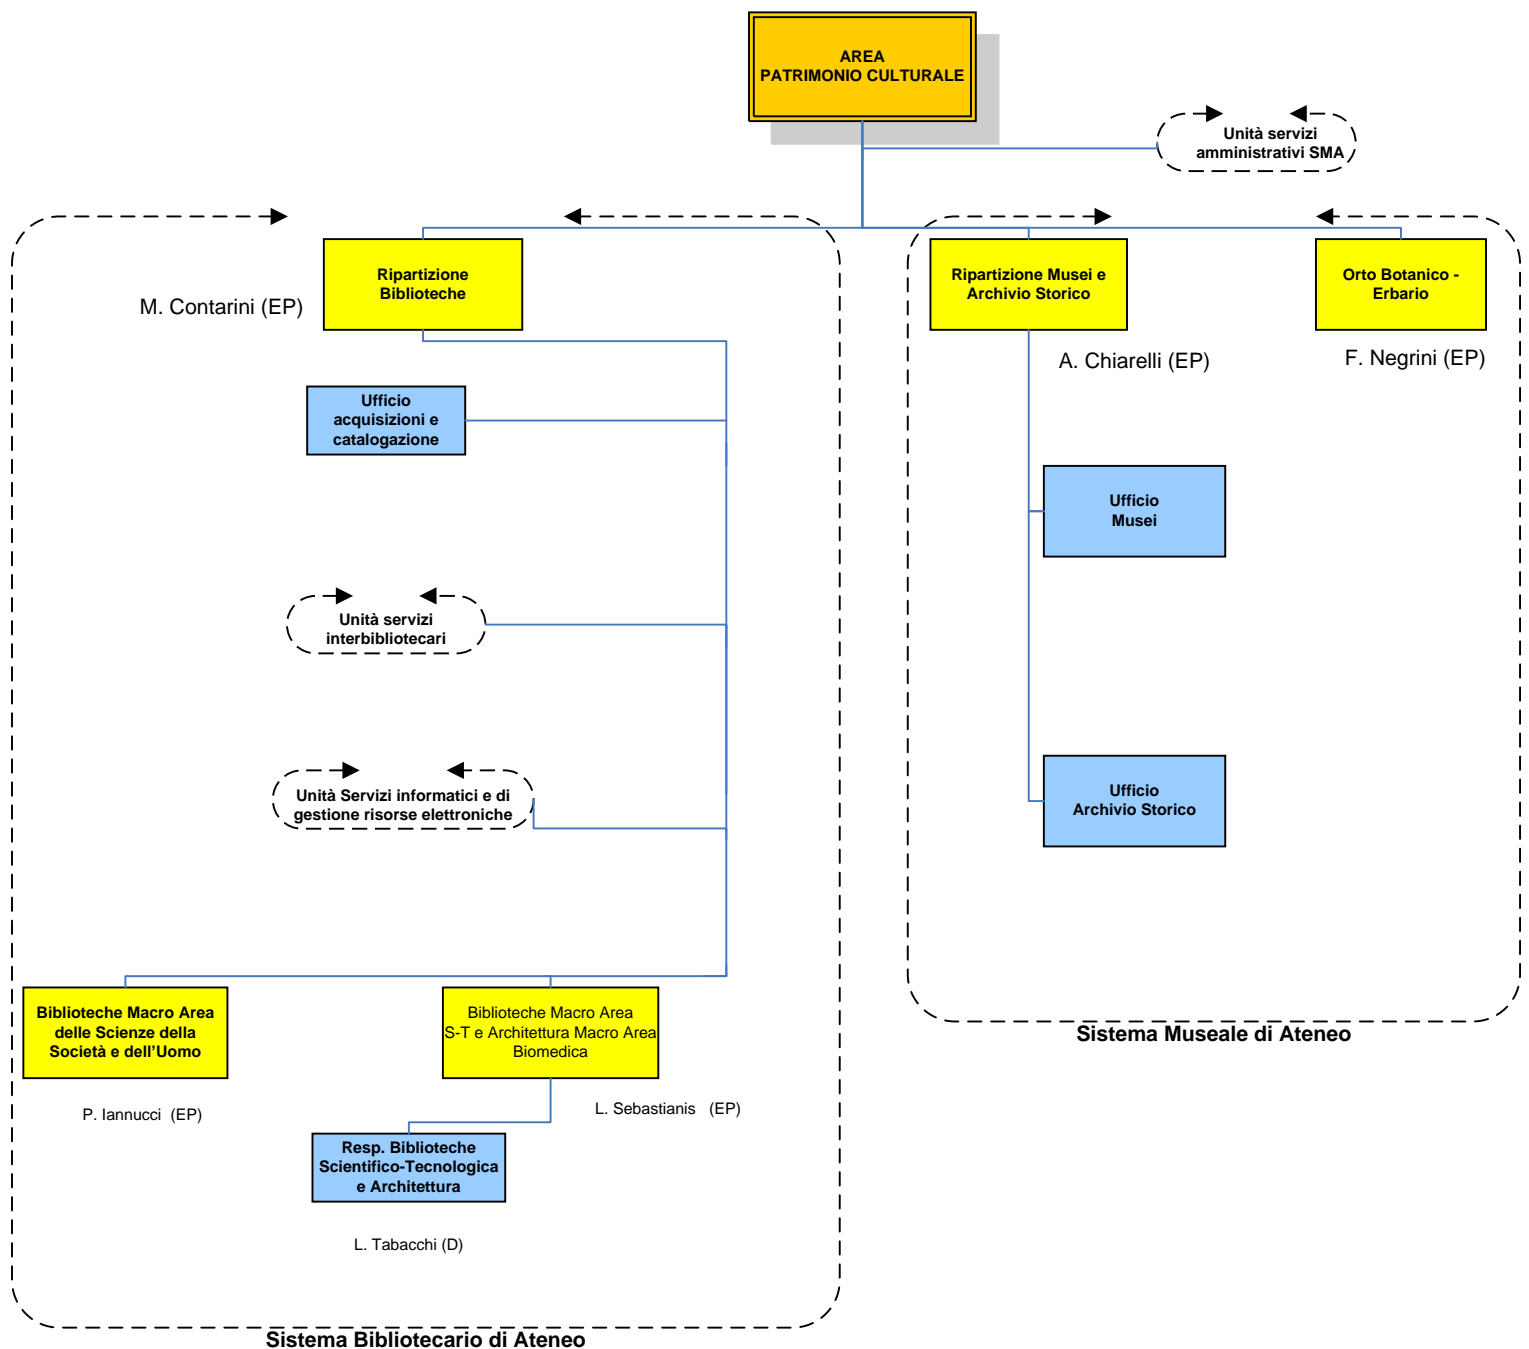 AREA
PATRIMONIO CULTURALE
Unità servizi
amministrativi SMA
Ripartizione
Biblioteche
M. Contarini (EP)
Ripartizione Musei e
Archivio Storico
A. Chiarelli (EP)
Orto Botanico -
Erbario
F. Negrini (EP)
Ufficio
acquisizioni e
catalogazione
Ufficio
Musei
Unità servizi
interbibliotecari
Unità Servizi informatici e di
gestione risorse elettroniche
Ufficio
Archivio Storico
Biblioteche Macro Area
delle Scienze della
Società e dell’Uomo
P. Iannucci (EP)
Biblioteche Macro Area
S-T e Architettura Macro Area
Biomedica
L. Sebastianis (EP)
Resp. Biblioteche
Scientifico-Tecnologica
e Architettura
L. Tabacchi (D)
Sistema Museale di Ateneo
Sistema Bibliotecario di Ateneo